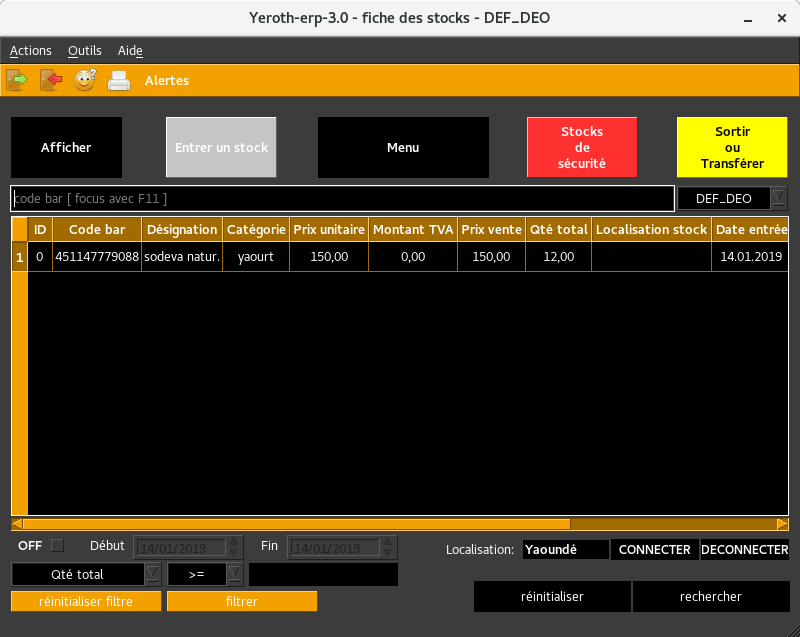 Yeroth-erp-3.0 - fiche des stocks - DEF_DEO
Actions Outils Aide
Alertes
Afficher
Entrer un stock
Menu
Stocks
de
sécurité
Sortir
ou
Transférer
code bar [ focus avec F11 ]
DEF_DEO
ID Code bar Désignation Catégorie Prix unitaire Montant TVA Prix vente Qté total Localisation stock Date entrée
1 0 451147779088 sodeva natur. yaourt 150,00 0,00 150,00 12,00 14.01.2019
OFF Début 14/01/2019 Fin 14/01/2019
Localisation: Yaoundé CONNECTER DECONNECTER
Qté total >=
réinitialiser filtre filtrer
réinitialiser rechercher